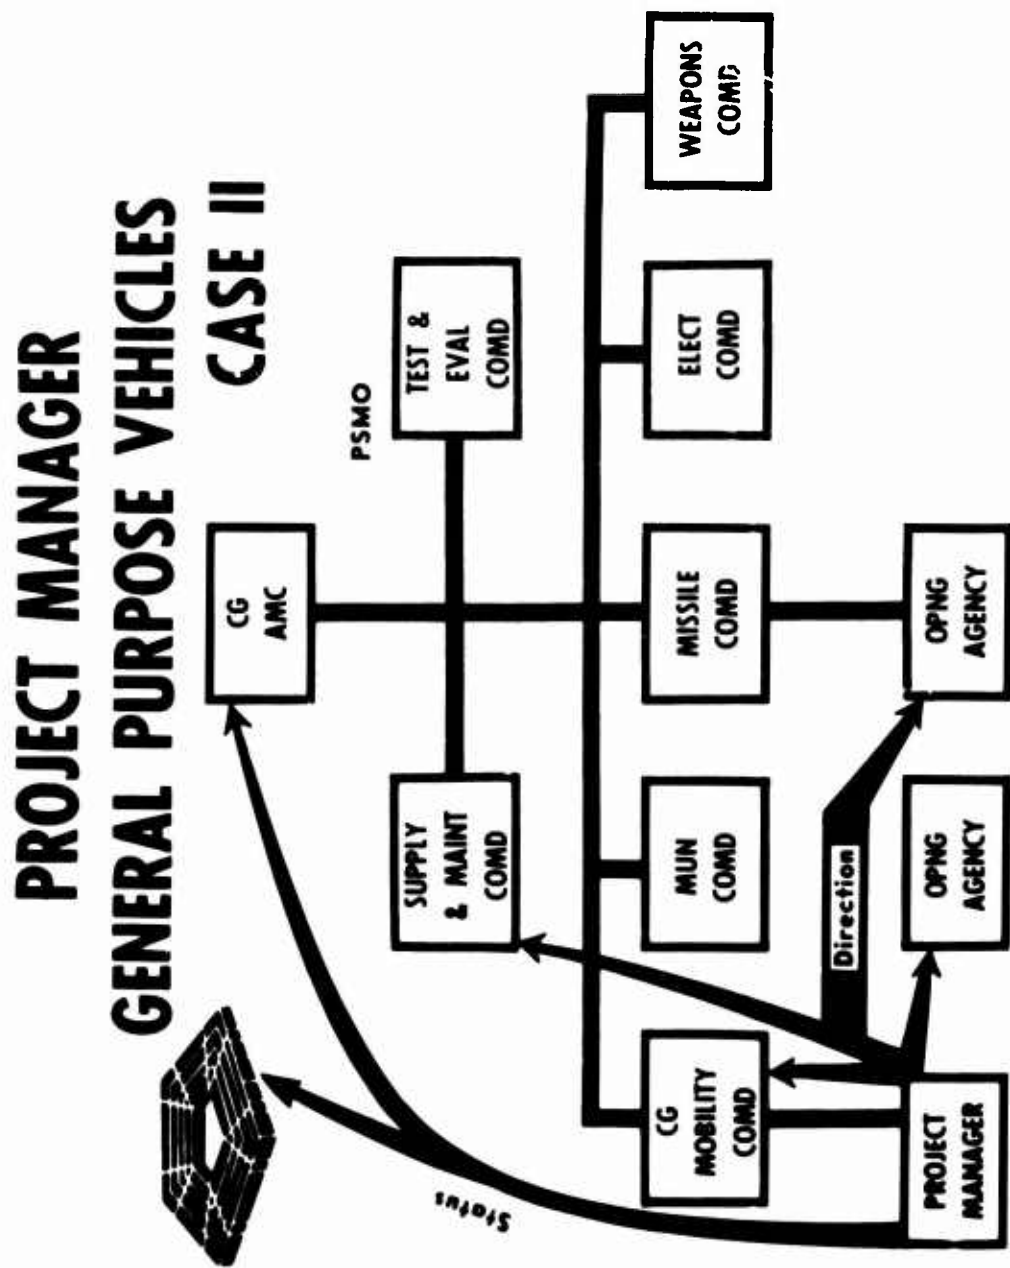 PROJECT MANAGER
GENERAL PURPOSE VEHICLES
CASE II
CG
AMC
PSMO
SUPPLY
& MAINT
COMD
TEST &
EVAL
COMD
CG
MOBILITY
COMD
MUN
COMD
MISSILE
COMD
ELECT
COMD
WEAPONS
COMD
Status
Direction
PROJECT
MANAGER
OPNG
AGENCY
OPNG
AGENCY